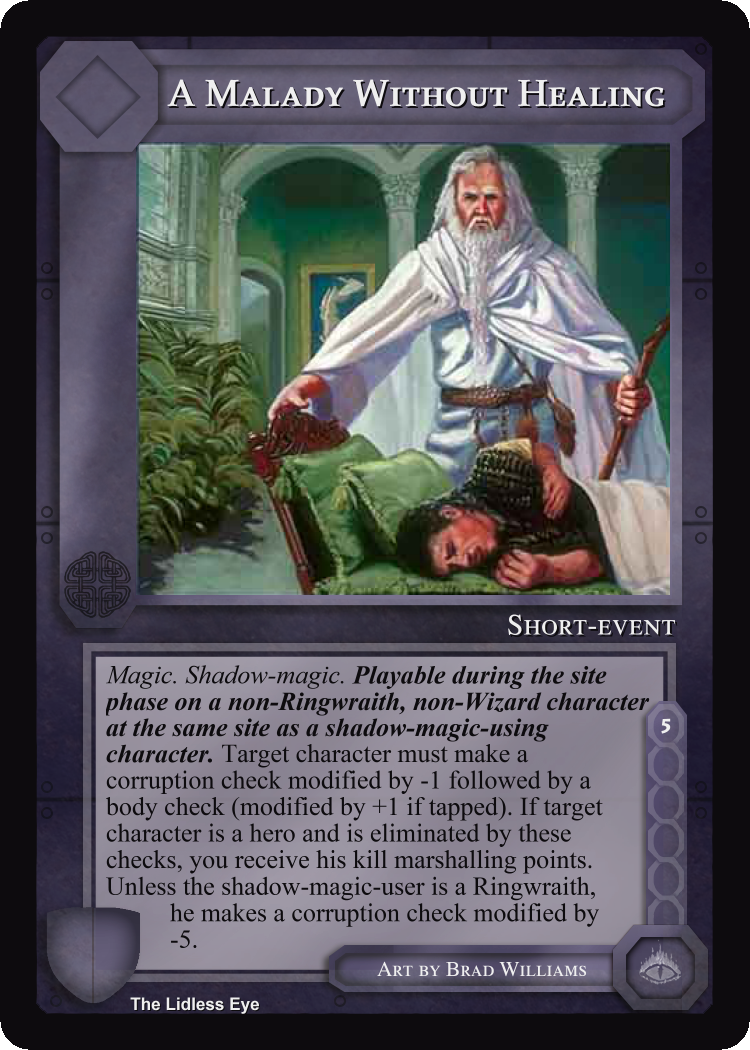 A Malady Without Healing
Short-event
Magic. Shadow-magic. Playable during the site
phase on a non-Ringwraith, non-Wizard character
at the same site as a shadow-magic-using
character. Target character must make a
corruption check modified by -1 followed by a
body check (modified by +1 if tapped). If target
character is a hero and is eliminated by these
checks, you receive his kill marshalling points.
Unless the shadow-magic-user is a Ringwraith,
he makes a corruption check modified by
-5.
5
Art by Brad Williams
The Lidless Eye